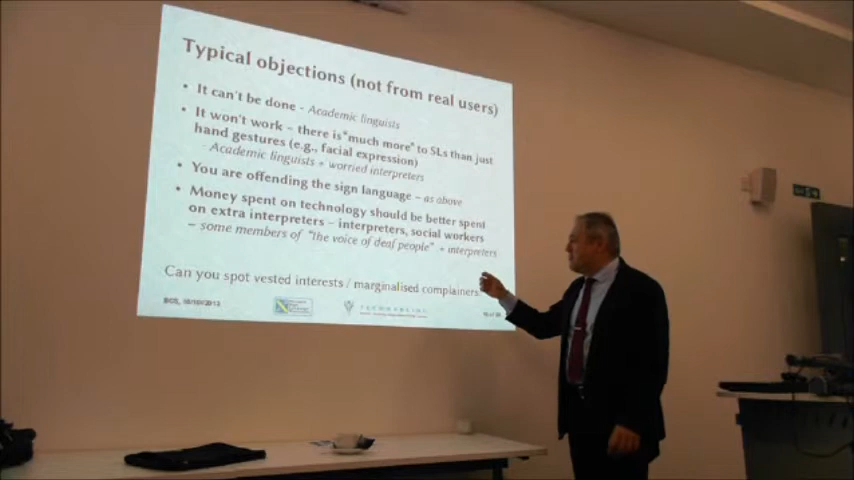 Typical objections (not from real users)
• It can't be done - Academic linguists
• It won't work – there is "much more" to SLs than just
hand gestures (e.g., facial expression)
- Academic linguists + worried interpreters
• You are offending the sign language – as above
• Money spent on technology should be better spent
on extra interpreters – interpreters, social workers
– some members of "the voice of deaf people" + interpreters
Can you spot vested interests / marginalised complainers